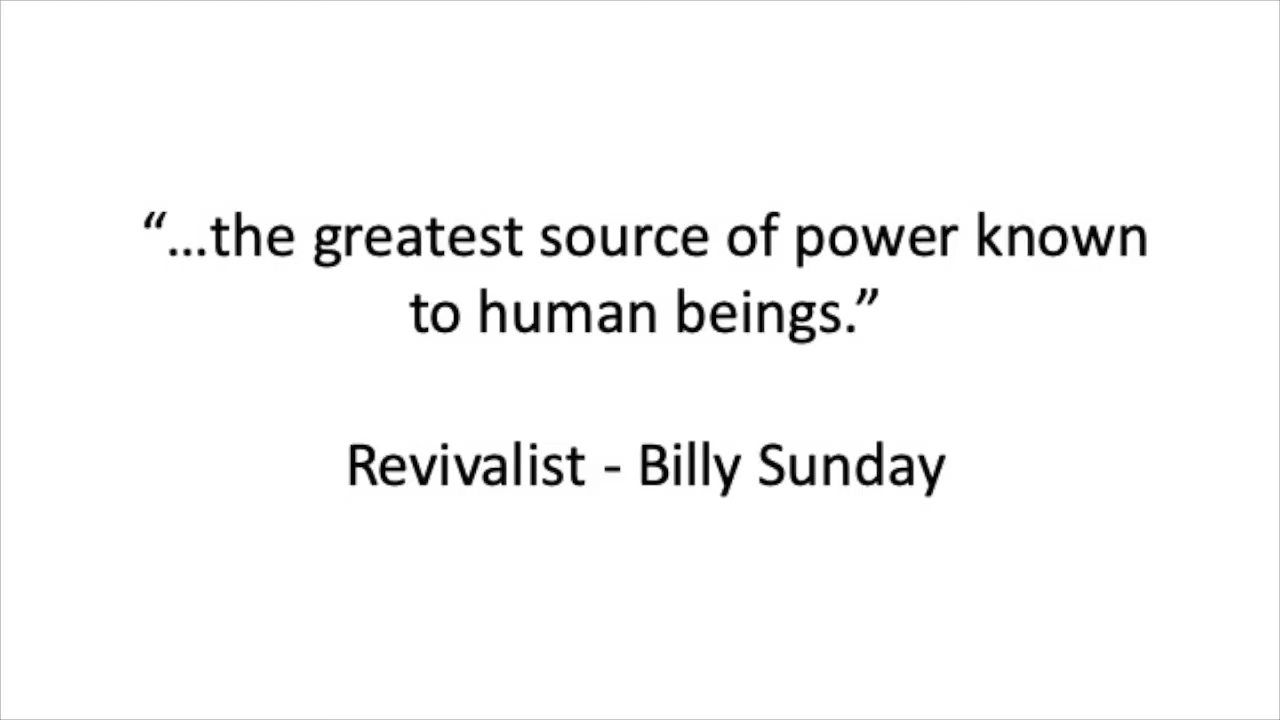 “...the greatest source of power known
to human beings.”
Revivalist - Billy Sunday